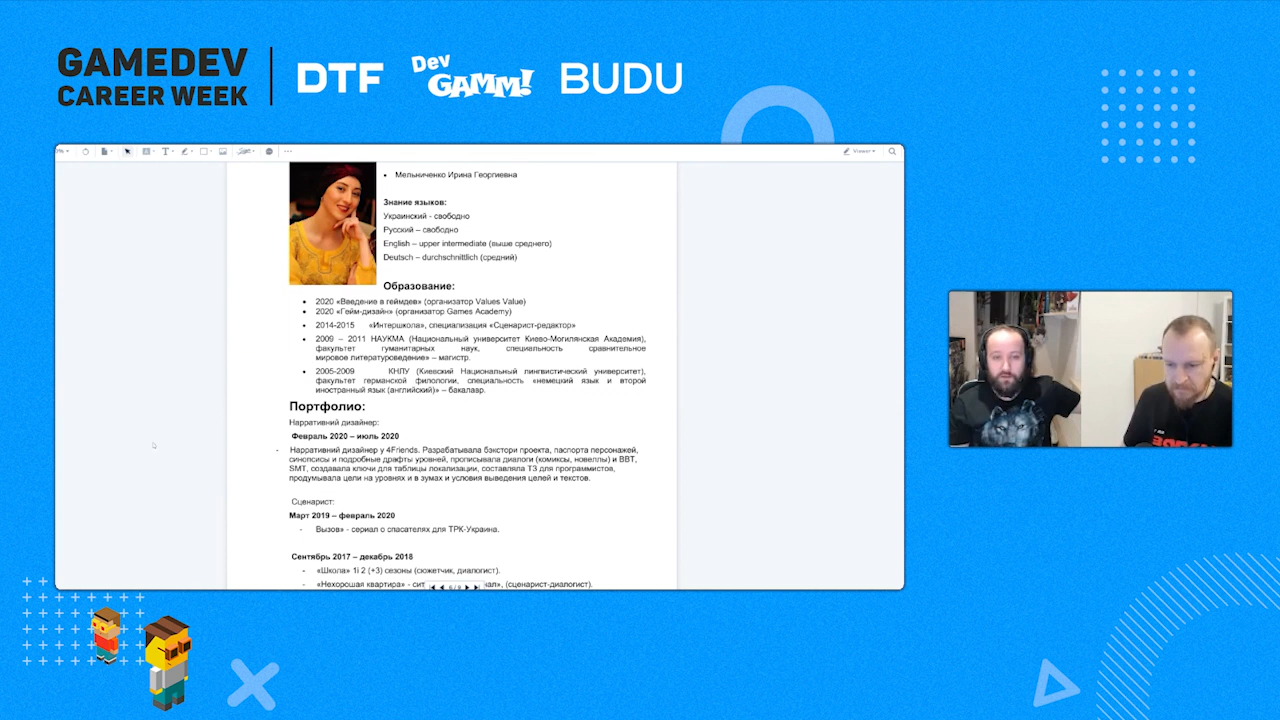 GAMEDEV
CAREER WEEK
DTF
Dev
GAMM!
BUDU
Viewer
• Мельниченко Ирина Георгиевна
Знание языков:
Украинский - свободно
Русский – свободно
English – upper intermediate (выше среднего)
Deutsch – durchschnittlich (средний)
Образование:
• 2020 «Введение в геймдев» (организатор Values Value)
• 2020 «Гейм-дизайн» (организатор Games Academy)
• 2014-2015 «Интершкола», специализация «Сценарист-редактор»
• 2009 – 2011 НАУКМА (Национальный университет Киево-Могилянская Академия),
факультет гуманитарных наук, специальность сравнительное
мировое литературоведение» – магистр.
• 2005-2009 КНЛУ (Киевский Национальный лингвистический университет),
факультет германской филологии, специальность «немецкий язык и второй
иностранный язык (английский)» – бакалавр.
Портфолио:
Нарративный дизайнер:
Февраль 2020 – июль 2020
- Нарративный дизайнер у 4Friends. Разрабатывала бэкстори проекта, паспорта персонажей,
синопсисы и подробные драфты уровней, прописывала диалоги (комиксы, новеллы) и BBT,
SMT, создавала ключи для таблицы локализации, составляла ТЗ для программистов,
продумывала цели на уровнях и в зумах и условия выведения целей и текстов.
Сценарист:
Март 2019 – февраль 2020
- Вызов» - сериал о спасателях для ТРК-Украина.
Сентябрь 2017 – декабрь 2018
- «Школа» 1і 2 (+3) сезоны (сюжетчик, диалогист).
- «Нехорошая квартира» - сит нал», (сценарист-диалогист).